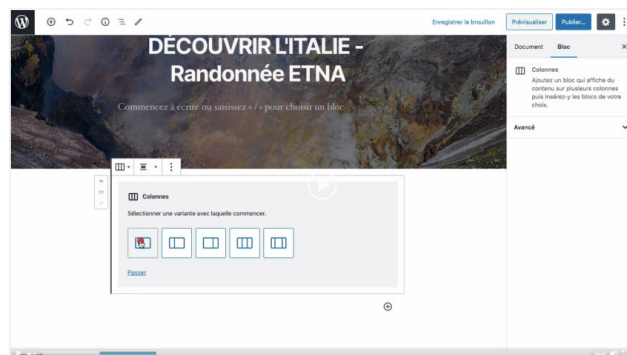 Enregistrer le brouillon
Prévisualiser
Publier...
DÉCOUVRIR L'ITALIE -
Randonnée ETNA
Commencez à écrire ou saisissez « / » pour choisir un bloc
Document
Bloc
Colonnes
Ajoutez un bloc qui affiche du
contenu sur plusieurs colonnes
puis insérez-y les blocs de votre
choix.
Avancé
Colonnes
Sélectionner une variante avec laquelle commencer.
Passer